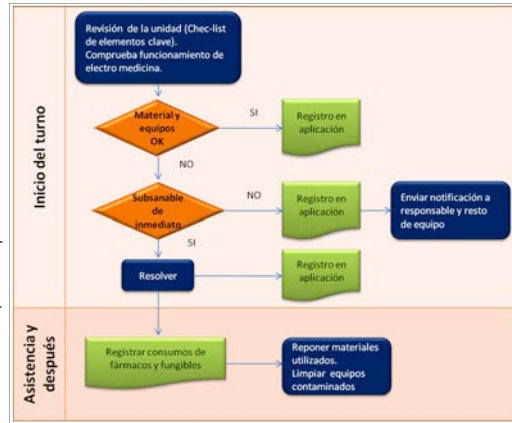 Inicio del turno
Revisión de la unidad (Chec-list
de elementos clave).
Comprueba funcionamiento de
electro medicina.
Material y
equipos
OK
SI
Registro en
aplicación
NO
Subsanable
de
inmediato
NO
Registro en
aplicación
Enviar notificación a
responsable y resto
de equipo
SI
Resolver
Registro en
aplicación
Asistencia y
después
Registrar consumos de
fármacos y fungibles
Reponer materiales
utilizados.
Limpiar equipos
contaminados